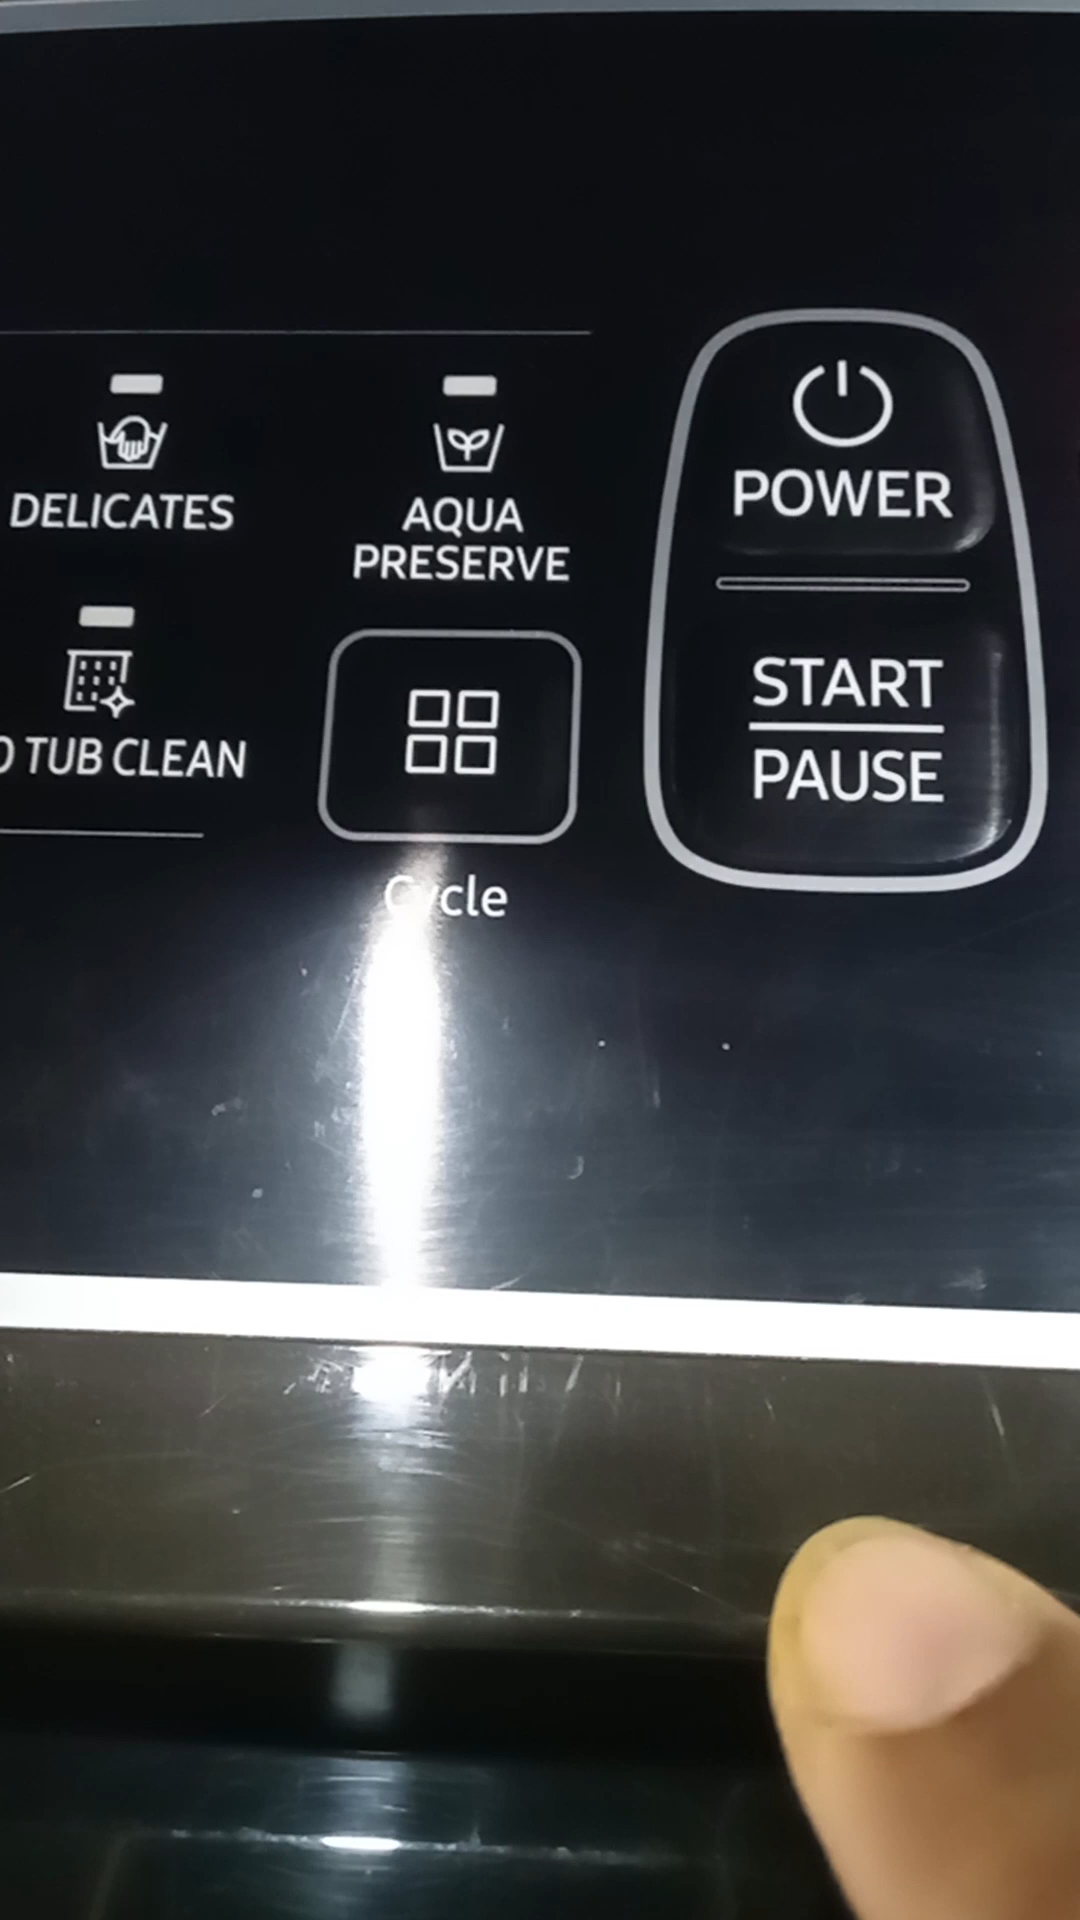 DELICATES
AQUA
PRESERVE
TUB CLEAN
Cycle
POWER
START
PAUSE